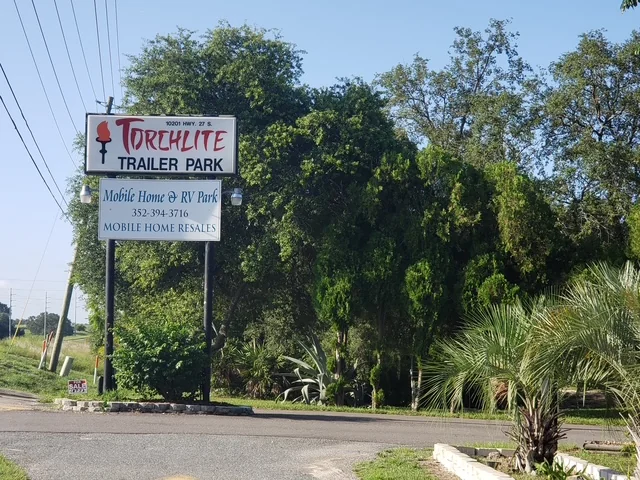 10201 HWY. 27 S.
TORCHLITE
TRAILER PARK
Mobile Home & RV Park
352-394-3716
MOBILE HOME RESALES